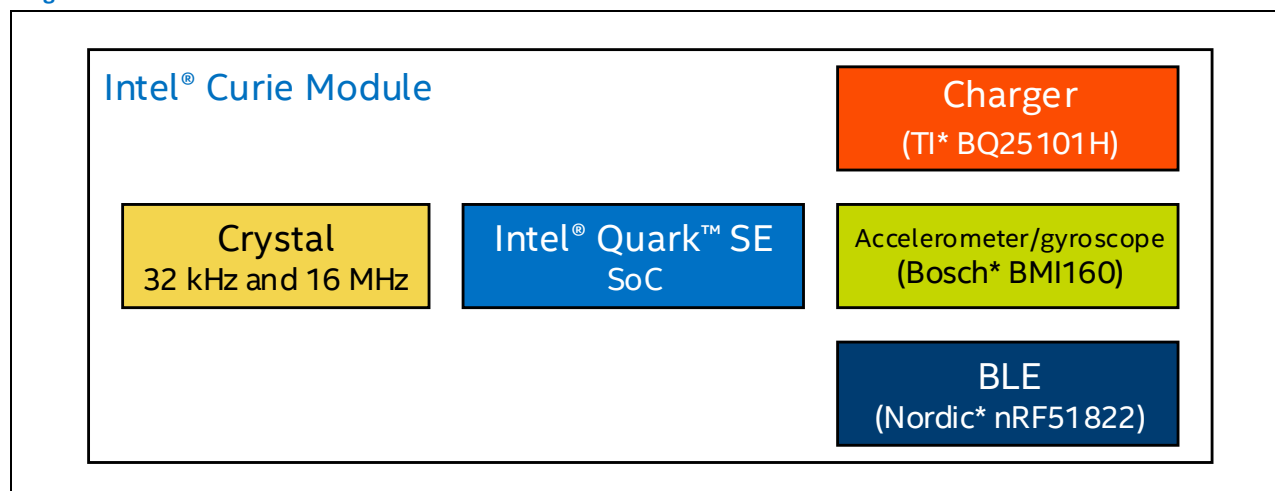 Intel® Curie Module
Charger
(TI* BQ25101H)
Crystal
32 kHz and 16 MHz
Intel® Quark™ SE
SoC
Accelerometer/gyroscope
(Bosch* BMI160)
BLE
(Nordic* nRF51822)